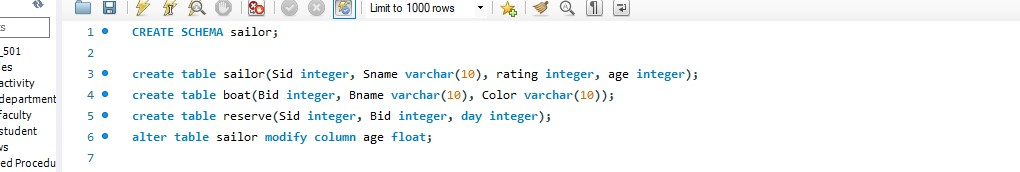 Limit to 1000 rows
1 CREATE SCHEMA sailor;
2
3 create table sailor(Sid integer, Sname varchar(10), rating integer, age integer);
4 create table boat(Bid integer, Bname varchar(10), Color varchar(10));
5 create table reserve(Sid integer, Bid integer, day integer);
6 alter table sailor modify column age float;
7
s
_501
es
activity
department
faculty
student
ws
ed Procedu